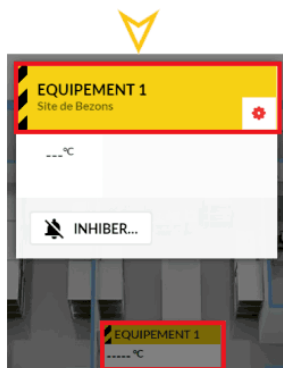 EQUIPEMENT 1
Site de Bezons
---°C
INHIBER...
EQUIPEMENT 1
-----°C